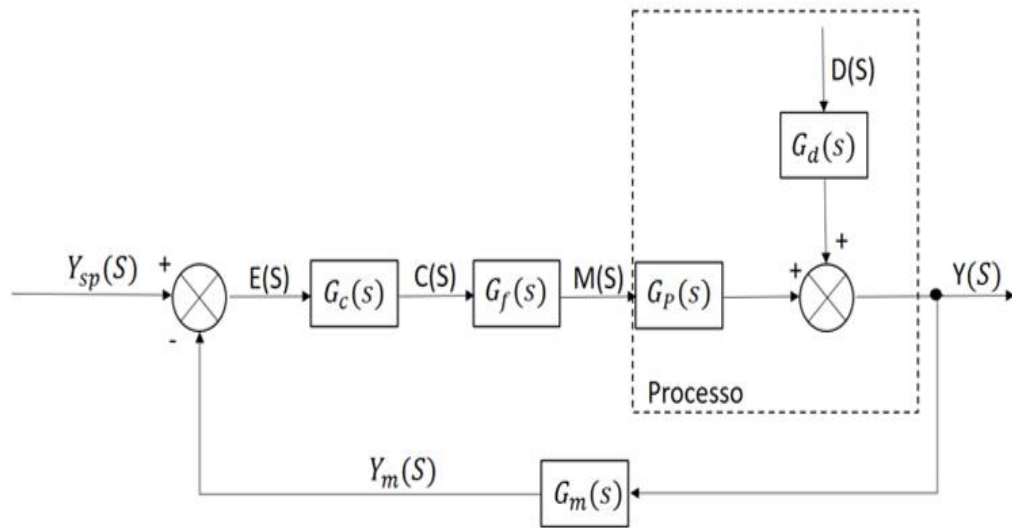 D(S)
G_d(s)
+
Y_sp(S) + E(S) G_c(s) C(S) G_f(s) M(S) G_P(s) + Y(S)
-
Processo
Y_m(S) G_m(s)